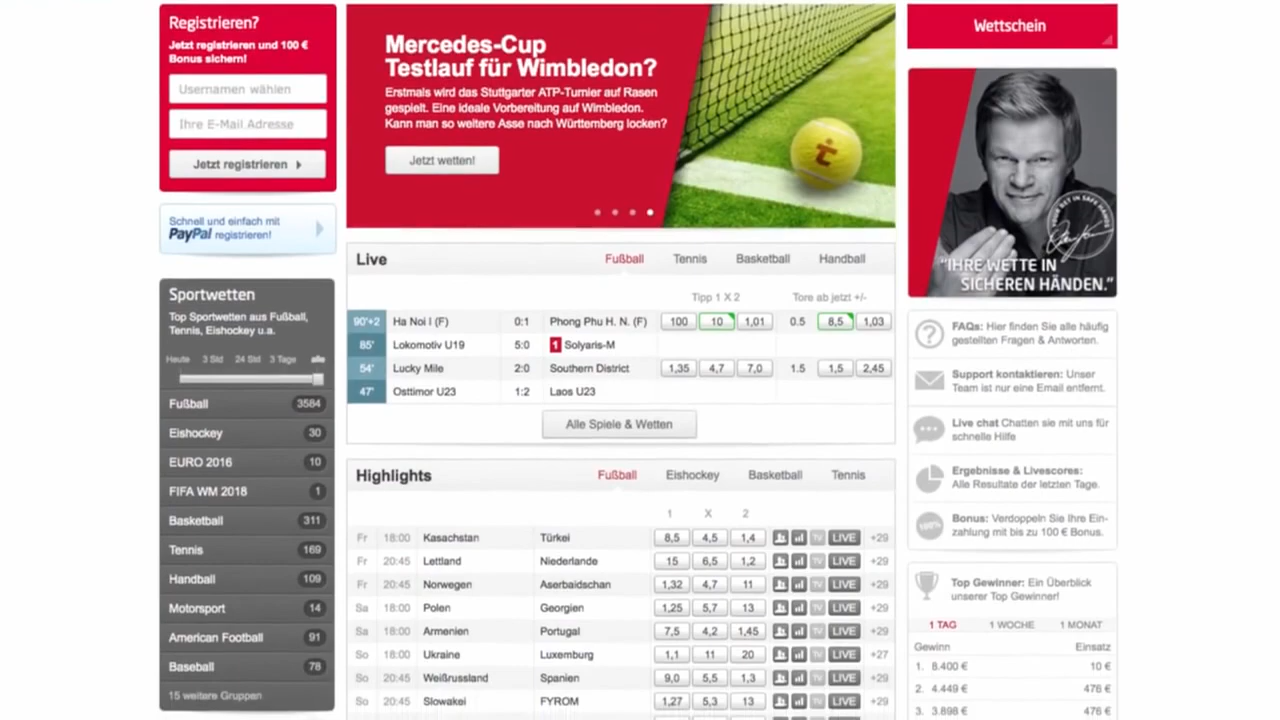 Registrieren?
Jetzt registrieren und 100 €
Bonus sichern!
Usernamen wählen
Ihre E-Mail Adresse
Jetzt registrieren
Schnell und einfach mit
PayPal registrieren!
Sportwetten
Top Sportwetten aus Fußball,
Tennis, Eishockey u.a.
Heute 3 Std 24 Std 3 Tage alle
Fußball 3584
Eishockey 30
EURO 2016 10
FIFA WM 2018 1
Basketball 311
Tennis 169
Handball 109
Motorsport 14
American Football 91
Baseball 78
15 weitere Gruppen
Mercedes-Cup
Testlauf für Wimbledon?
Erstmals wird das Stuttgarter ATP-Turnier auf Rasen
gespielt. Eine ideale Vorbereitung auf Wimbledon.
Kann man so weitere Asse nach Württemberg locken?
Jetzt wetten!
Live Fußball Tennis Basketball Handball
Tipp 1 X 2 Tore ab jetzt +/-
90'+2 Ha Noi I (F) 0:1 Phong Phu H. N. (F) 100 10 1,01 0.5 8,5 1,03
85' Lokomotiv U19 5:0 1 Solyaris-M
54' Lucky Mile 2:0 Southern District 1,35 4,7 7,0 1.5 1,5 2,45
47' Osttimor U23 1:2 Laos U23
Alle Spiele & Wetten
Highlights Fußball Eishockey Basketball Tennis
1 X 2
Fr 18:00 Kasachstan Türkei 8,5 4,5 1,4 TV LIVE +29
Fr 20:45 Lettland Niederlande 15 6,5 1,2 TV LIVE +29
Fr 20:45 Norwegen Aserbaidschan 1,32 4,7 11 TV LIVE +29
Sa 18:00 Polen Georgien 1,25 5,7 13 TV LIVE +29
Sa 18:00 Armenien Portugal 7,5 4,2 1,45 TV LIVE +29
So 18:00 Ukraine Luxemburg 1,1 11 20 TV LIVE +27
So 20:45 Weißrussland Spanien 9,0 5,5 1,3 TV LIVE +29
So 20:45 Slowakei FYROM 1,27 5,3 13 TV LIVE +29
Wettschein
YOUR BET IN SAFE HANDS
"IHRE WETTE IN
SICHEREN HÄNDEN."
FAQs: Hier finden Sie alle häufig
gestellten Fragen & Antworten.
Support kontaktieren: Unser
Team ist nur eine Email entfernt.
Live chat Chatten sie mit uns für
schnelle Hilfe
Ergebnisse & Livescores:
Alle Resultate der letzten Tage.
100%
Bonus: Verdoppeln Sie Ihre Ein-
zahlung mit bis zu 100 € Bonus.
Top Gewinner: Ein Überblick
unserer Top Gewinner!
1 TAG 1 WOCHE 1 MONAT
Gewinn Einsatz
1. 8.400 € 10 €
2. 4.449 € 476 €
3. 3.898 € 476 €